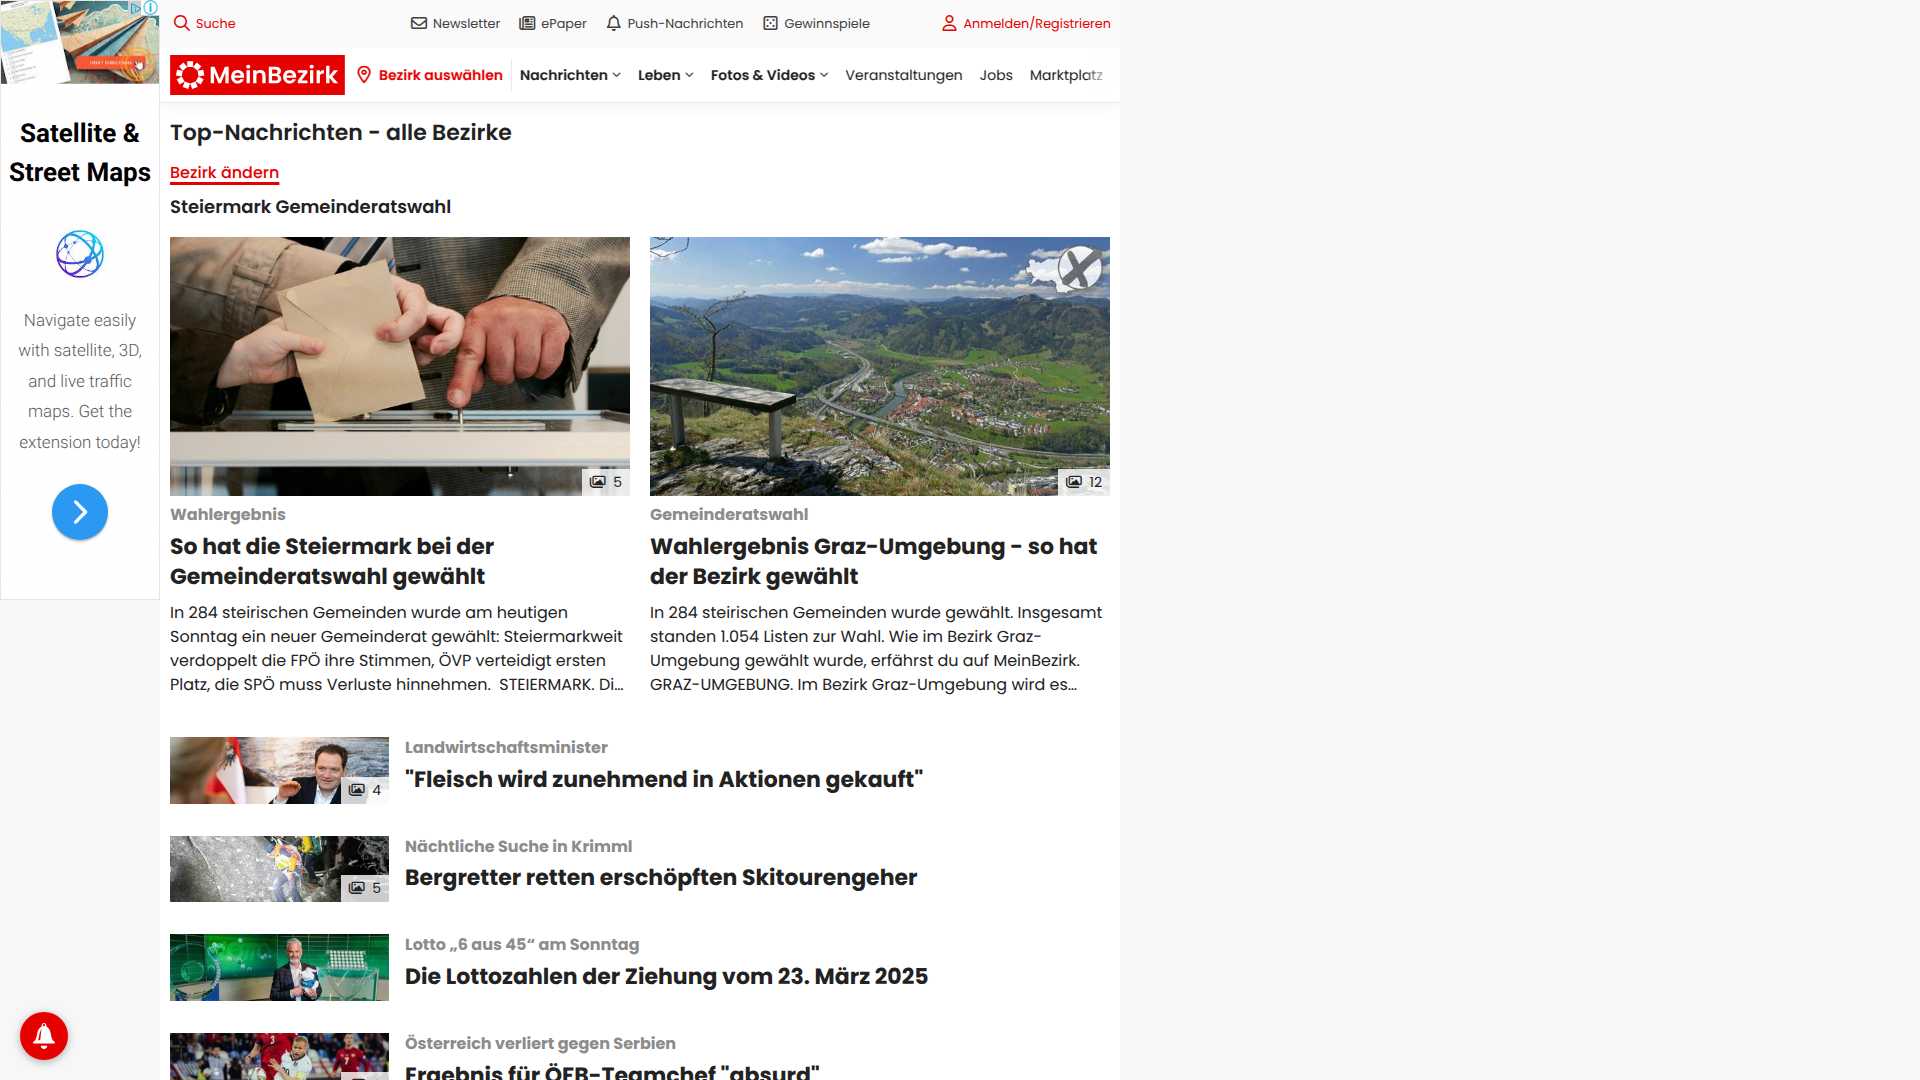 Suche
Newsletter
ePaper
Push-Nachrichten
Gewinnspiele
Anmelden/Registrieren
MeinBezirk
Bezirk auswählen
Nachrichten
Leben
Fotos & Videos
Veranstaltungen
Jobs
Marktplatz
Satellite &
Street Maps
Navigate easily
with satellite, 3D,
and live traffic
maps. Get the
extension today!
Top-Nachrichten - alle Bezirke
Bezirk ändern
Steiermark Gemeinderatswahl
5
Wahlergebnis
So hat die Steiermark bei der
Gemeinderatswahl gewählt
In 284 steirischen Gemeinden wurde am heutigen
Sonntag ein neuer Gemeinderat gewählt: Steiermarkweit
verdoppelt die FPÖ ihre Stimmen, ÖVP verteidigt ersten
Platz, die SPÖ muss Verluste hinnehmen.  STEIERMARK. Di...
12
Gemeinderatswahl
Wahlergebnis Graz-Umgebung - so hat
der Bezirk gewählt
In 284 steirischen Gemeinden wurde gewählt. Insgesamt
standen 1.054 Listen zur Wahl. Wie im Bezirk Graz-
Umgebung gewählt wurde, erfährst du auf MeinBezirk.
GRAZ-UMGEBUNG. Im Bezirk Graz-Umgebung wird es...
4
Landwirtschaftsminister
"Fleisch wird zunehmend in Aktionen gekauft"
5
Nächtliche Suche in Krimml
Bergretter retten erschöpften Skitourengeher
Lotto „6 aus 45“ am Sonntag
Die Lottozahlen der Ziehung vom 23. März 2025
Österreich verliert gegen Serbien
Ergebnis für ÖFB-Teamchef "absurd"